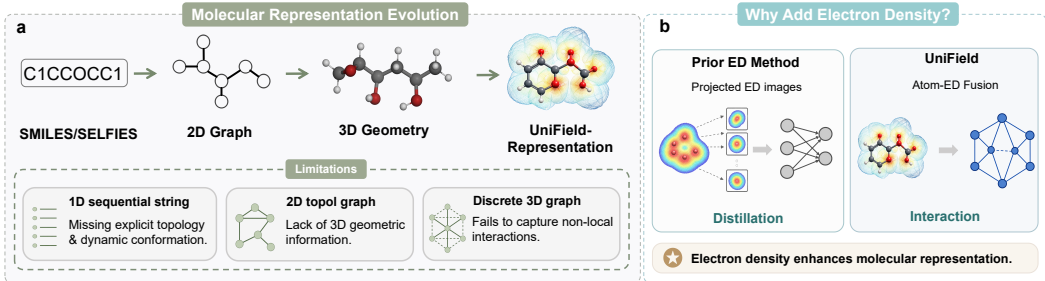 Molecular Representation Evolution
a
C1CCOCC1
SMILES/SELFIES
2D Graph
3D Geometry
UniField-
Representation
Limitations
1D sequential string
Missing explicit topology
& dynamic conformation.
2D topol graph
Lack of 3D geometric
information.
Discrete 3D graph
Fails to capture non-local
interactions.
Why Add Electron Density?
b
Prior ED Method
Projected ED images
Distillation
UniField
Atom-ED Fusion
Interaction
Electron density enhances molecular representation.